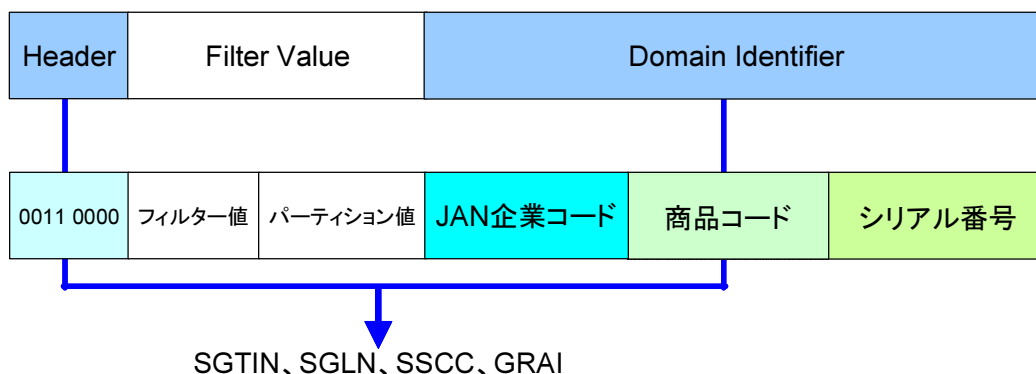 Header Filter Value Domain Identifier
0011 0000 フィルター値 パーティション値 JAN企業コード 商品コード シリアル番号
SGTIN、SGLN、SSCC、GRAI